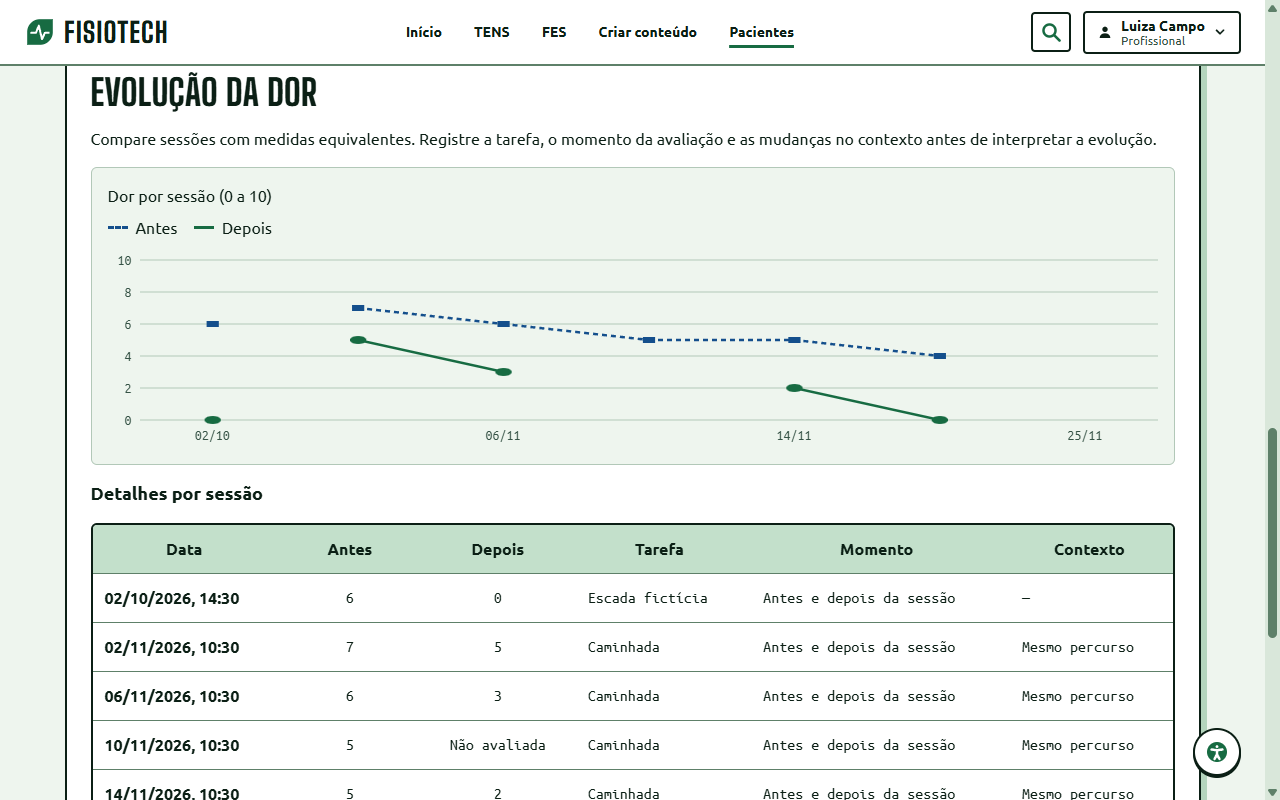 FISIOTECH
Início TENS FES Criar conteúdo Pacientes
Luiza Campo
Profissional
EVOLUÇÃO DA DOR
Compare sessões com medidas equivalentes. Registre a tarefa, o momento da avaliação e as mudanças no contexto antes de interpretar a evolução.
Dor por sessão (0 a 10)
Antes Depois
10
8
6
4
2
0
02/10 06/11 14/11 25/11
Detalhes por sessão
Data Antes Depois Tarefa Momento Contexto
02/10/2026, 14:30 6 0 Escada fictícia Antes e depois da sessão —
02/11/2026, 10:30 7 5 Caminhada Antes e depois da sessão Mesmo percurso
06/11/2026, 10:30 6 3 Caminhada Antes e depois da sessão Mesmo percurso
10/11/2026, 10:30 5 Não avaliada Caminhada Antes e depois da sessão Mesmo percurso
14/11/2026, 10:30 5 2 Caminhada Antes e depois da sessão Mesmo percurso